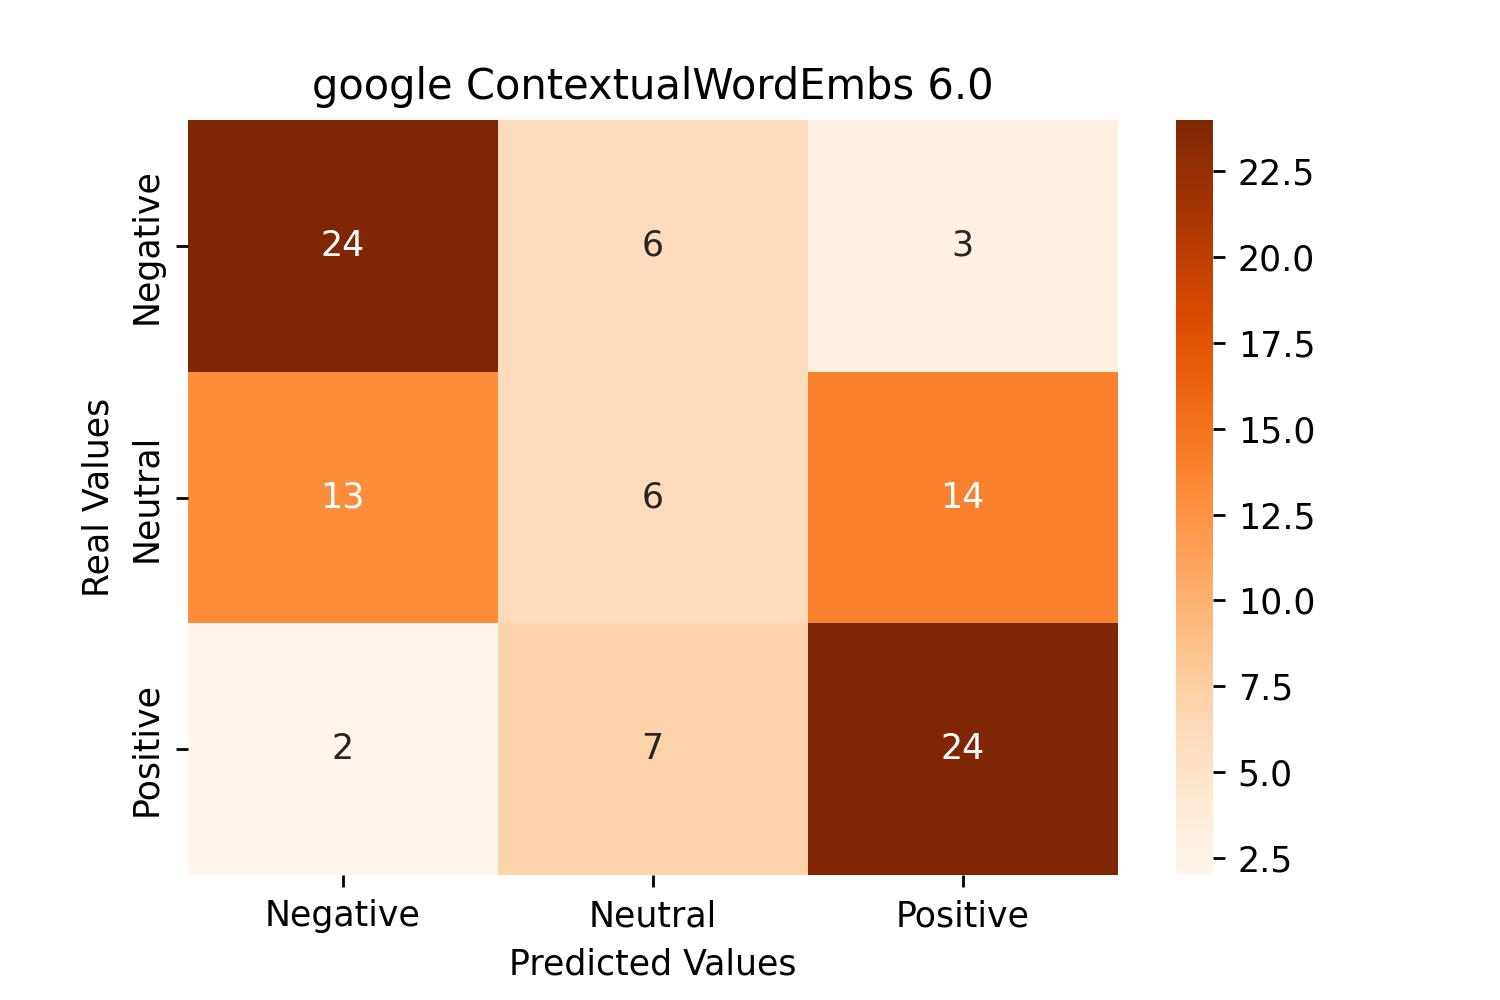 google ContextualWordEmbs 6.0
Real Values
Negative
24
6
3
Neutral
13
6
14
Positive
2
7
24
Negative
Neutral
Positive
Predicted Values
22.5
20.0
17.5
15.0
12.5
10.0
7.5
5.0
2.5